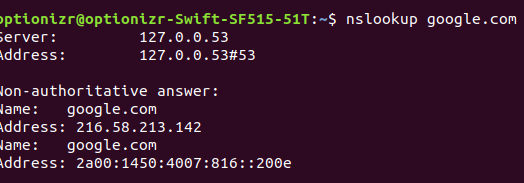 optionizr@optionizr-Swift-SF515-51T:~$ nslookup google.com
Server:		127.0.0.53
Address:	127.0.0.53#53

Non-authoritative answer:
Name:	google.com
Address: 216.58.213.142
Name:	google.com
Address: 2a00:1450:4007:816::200e